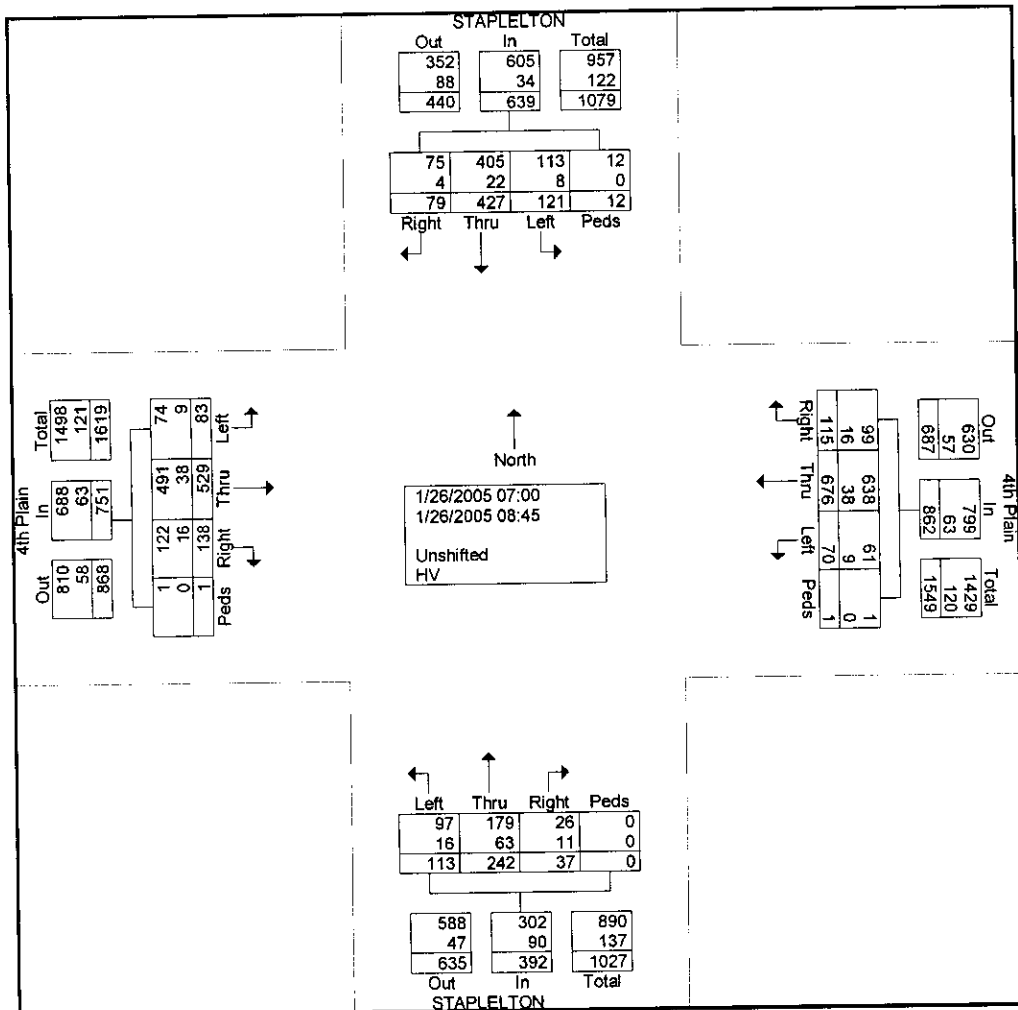 STAPLELTON
Out In Total
352 605 957
88 34 122
440 639 1079
75 405 113 12
4 22 8 0
79 427 121 12
Right Thru Left Peds
4th Plain
Total In Out
1498 688 810
121 63 58
1619 751 868
74 491 122 1
9 38 16 0
83 529 138 1
Left Thru Right Peds
North
1/26/2005 07:00
1/26/2005 08:45
Unshifted
HV
Right Thru Left Peds
115 676 70 1
16 38 9 0
99 638 61 1
Out In Total
687 862 1549
57 63 120
630 799 1429
4th Plain
Left Thru Right Peds
97 179 26 0
16 63 11 0
113 242 37 0
588 302 890
47 90 137
635 392 1027
Out In Total
STAPLELTON